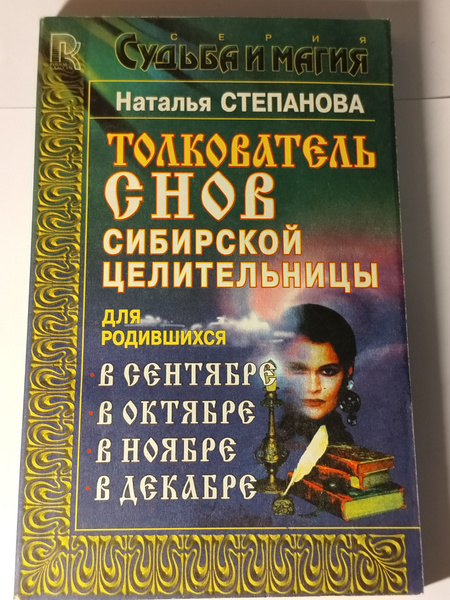 СЕРИЯ
СУДЬБА И МАГИЯ
Наталья СТЕПАНОВА
ТОЛКОВАТЕЛЬ
СНОВ
СИБИРСКОЙ
ЦЕЛИТЕЛЬНИЦЫ
ДЛЯ
РОДИВШИХСЯ
• В СЕНТЯБРЕ
• В ОКТЯБРЕ
• В НОЯБРЕ
• В ДЕКАБРЕ